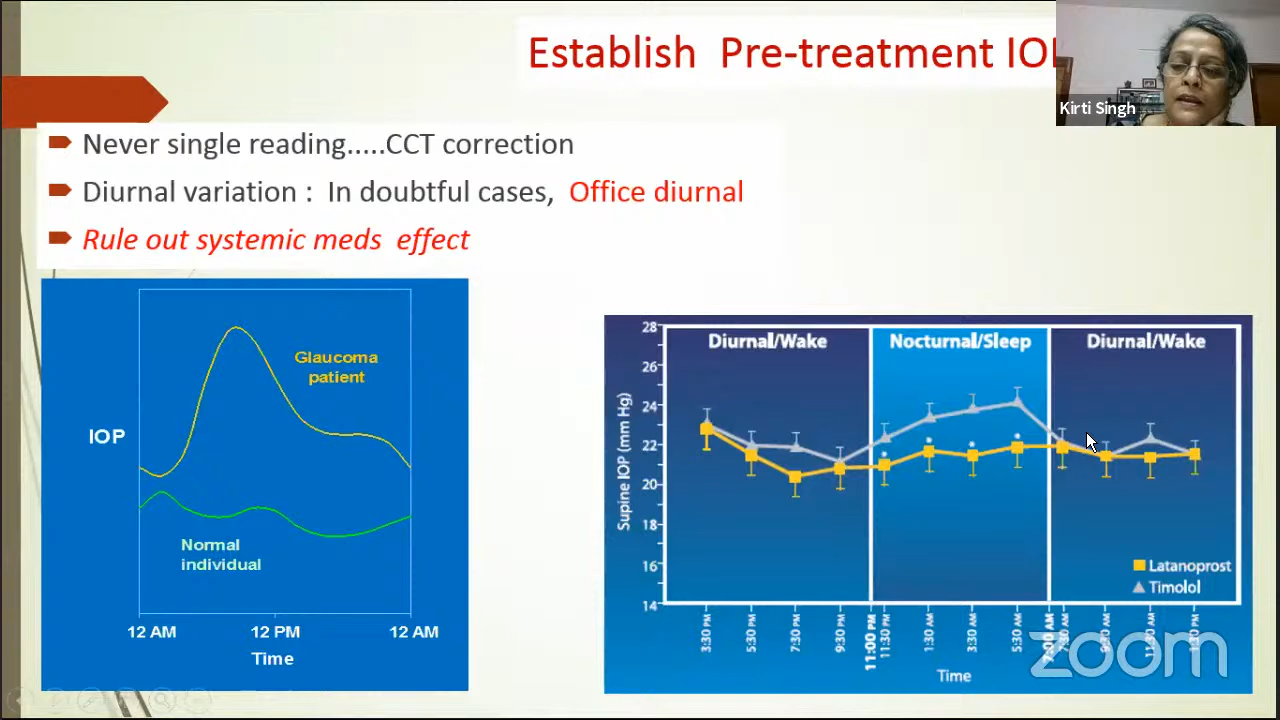 Establish Pre-treatment IOP
Kirti Singh
Never single reading.....CCT correction
Diurnal variation : In doubtful cases, Office diurnal
Rule out systemic meds effect
Glaucoma
patient
IOP
Normal
individual
12 AM
12 PM
12 AM
Time
28
26
24
22
20
18
16
14
Supine IOP (mm Hg)
Diurnal/Wake
Nocturnal/Sleep
Diurnal/Wake
Latanoprost
Timolol
3:30 PM
5:30 PM
7:30 PM
9:30 PM
11:00 PM
11:30 PM
1:30 AM
3:30 AM
5:30 AM
7:00 AM
7:30 AM
11:30 AM
Time
zoom